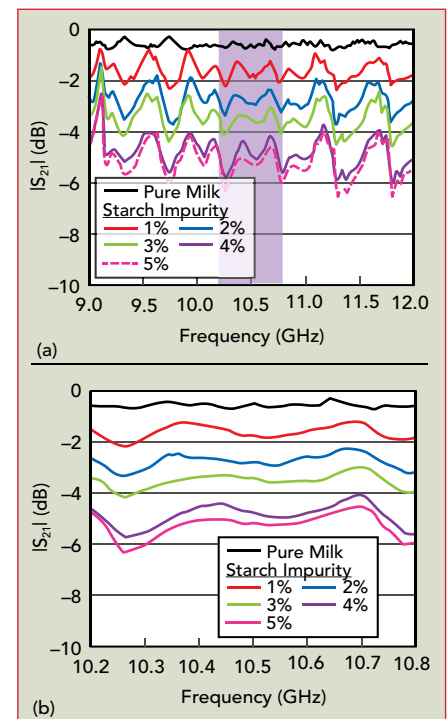 0
−2
−4
−6
−8
−10
|S21| (dB)
Pure Milk
Starch Impurity
1% 2%
3% 4%
5%
9.0 9.5 10.0 10.5 11.0 11.5 12.0
Frequency (GHz)
(a)
0
−2
−4
−6
−8
−10
|S21| (dB)
Pure Milk
Starch Impurity
1% 2%
3% 4%
5%
10.2 10.3 10.4 10.5 10.6 10.7 10.8
Frequency (GHz)
(b)